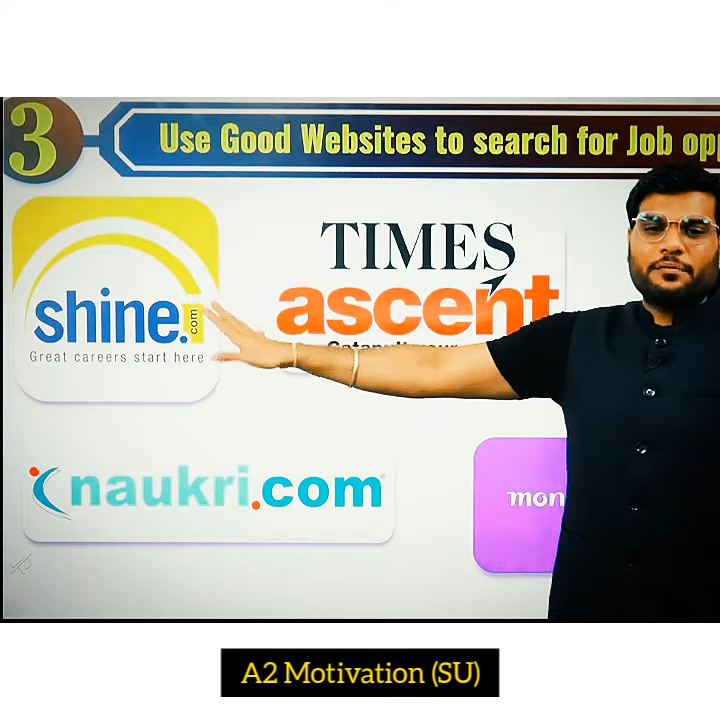 3
Use Good Websites to search for Job opp
shine.com
Great careers start here
TIMES
ascent
naukri.com
mon
A2 Motivation (SU)